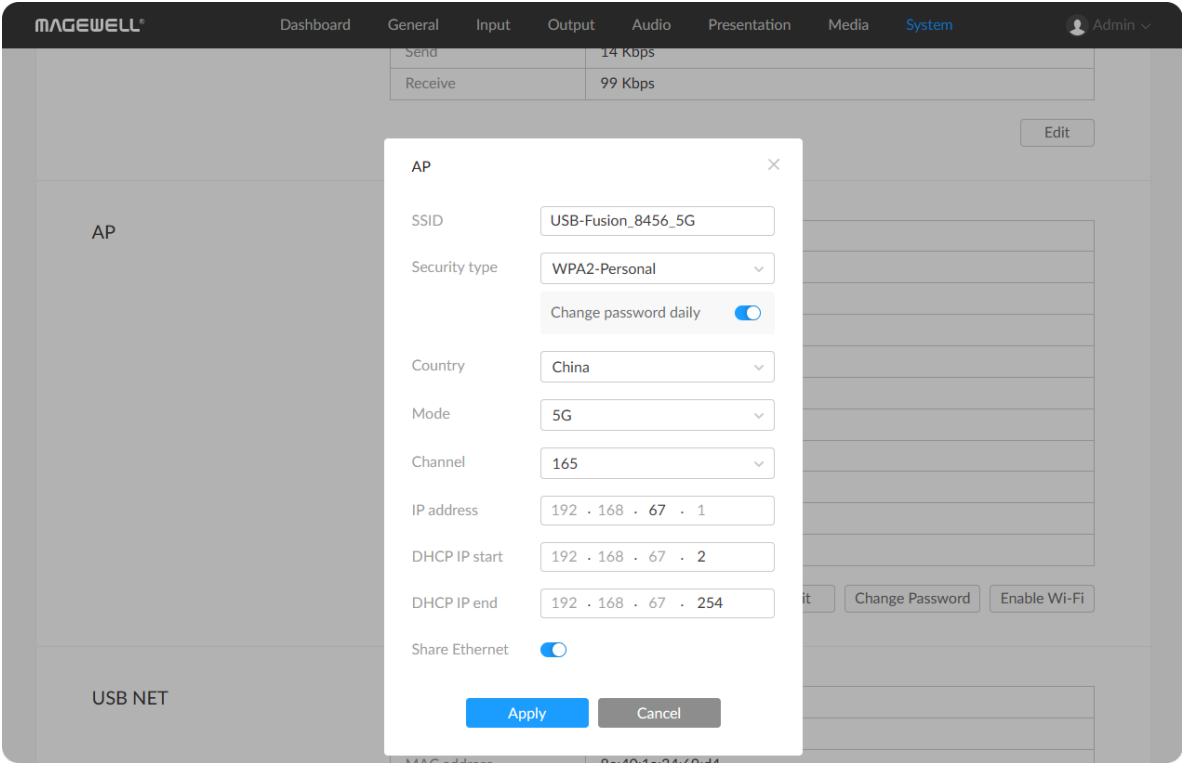 MAGEWELL® Dashboard General Input Output Audio Presentation Media System Admin
Send 14 Kbps
Receive 99 Kbps
Edit
AP
AP
SSID USB-Fusion_8456_5G
Security type WPA2-Personal
Change password daily
Country China
Mode 5G
Channel 165
IP address 192 . 168 . 67 . 1
DHCP IP start 192 . 168 . 67 . 2
DHCP IP end 192 . 168 . 67 . 254
Change Password Enable Wi-Fi
Share Ethernet
USB NET
Apply Cancel
MAC address